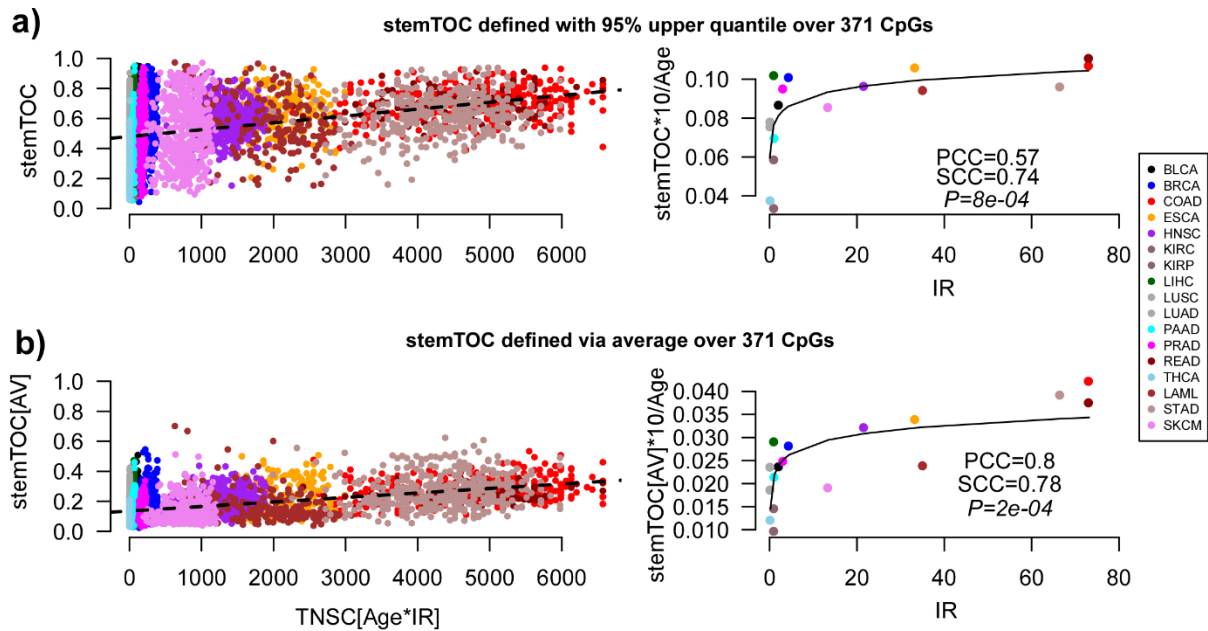 a)
stemTOC defined with 95% upper quantile over 371 CpGs
stemTOC
1.0
0.8
0.6
0.4
0.2
0.0
0 1000 2000 3000 4000 5000 6000
stemTOC*10/Age
0.10
0.08
0.06
0.04
PCC=0.57
SCC=0.74
P=8e-04
0 20 40 60 80
IR
BLCA
BRCA
COAD
ESCA
HNSC
KIRC
KIRP
LIHC
LUSC
LUAD
PAAD
PRAD
READ
THCA
LAML
STAD
SKCM
b)
stemTOC defined via average over 371 CpGs
stemTOC[AV]
1.0
0.8
0.6
0.4
0.2
0.0
0 1000 2000 3000 4000 5000 6000
TNSC[Age*IR]
stemTOC[AV]*10/Age
0.040
0.035
0.030
0.025
0.020
0.015
0.010
PCC=0.8
SCC=0.78
P=2e-04
0 20 40 60 80
IR